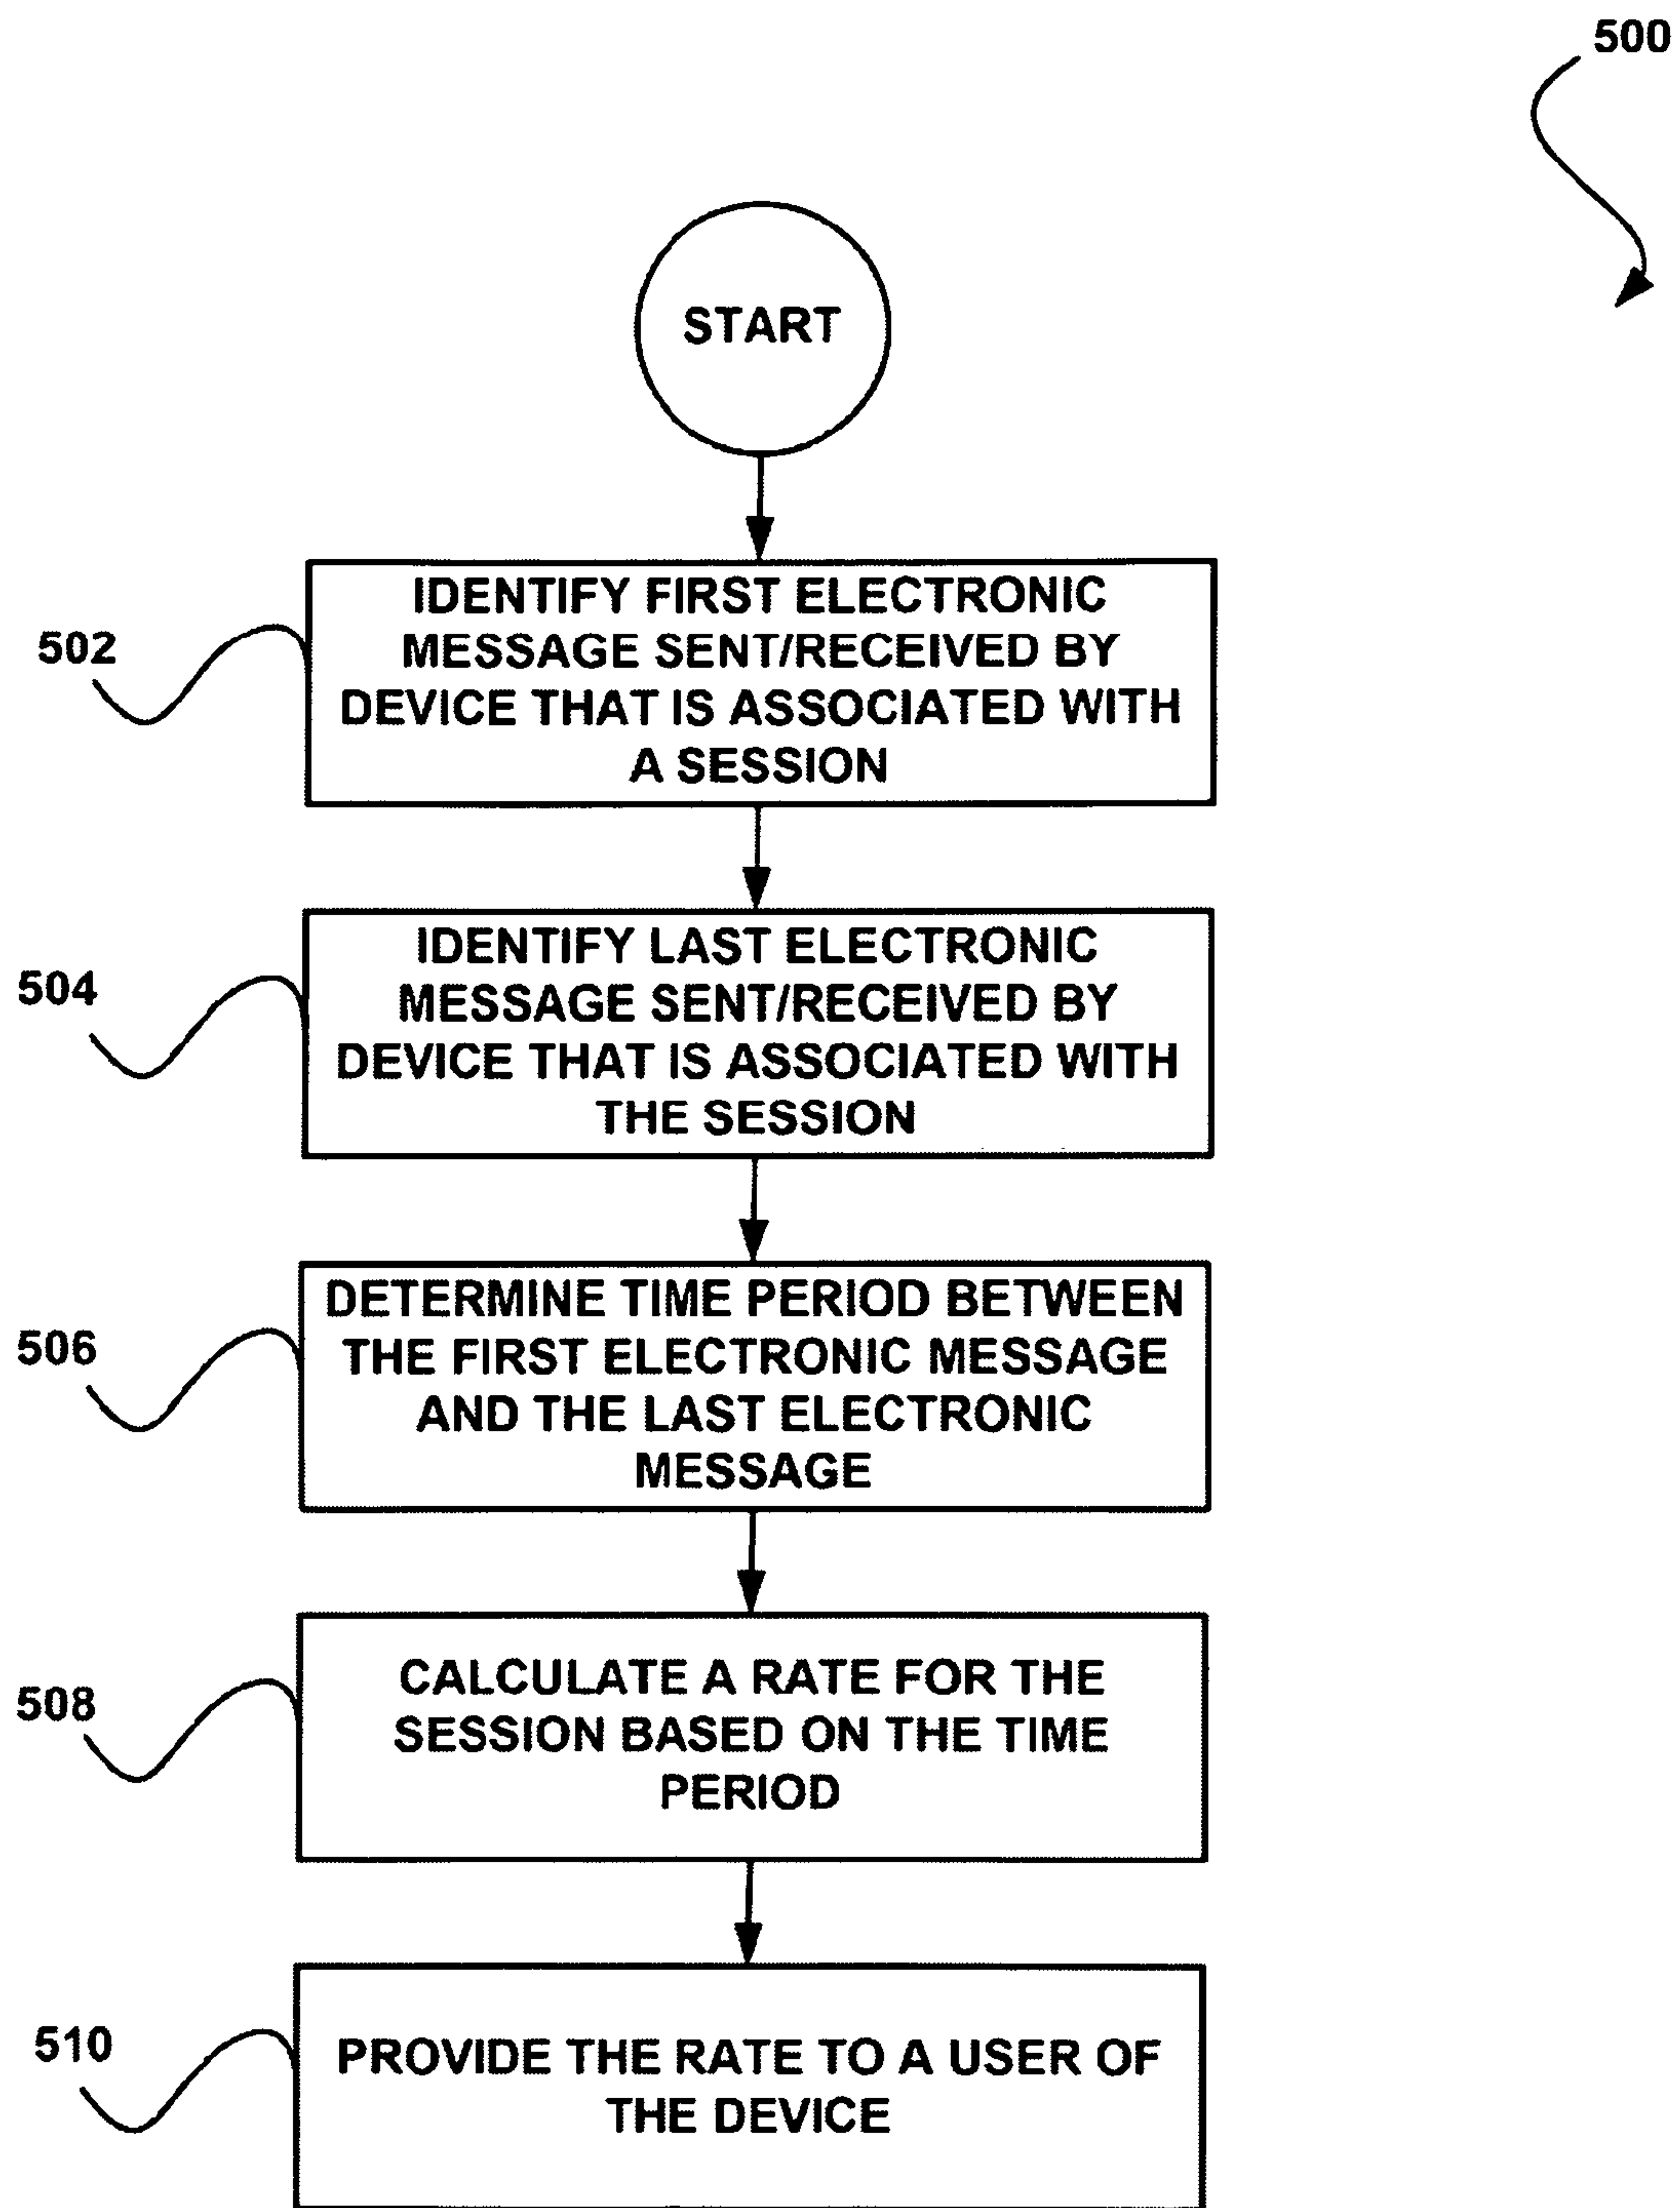 500
START
502
IDENTIFY FIRST ELECTRONIC
MESSAGE SENT/RECEIVED BY
DEVICE THAT IS ASSOCIATED WITH
A SESSION
504
IDENTIFY LAST ELECTRONIC
MESSAGE SENT/RECEIVED BY
DEVICE THAT IS ASSOCIATED WITH
THE SESSION
506
DETERMINE TIME PERIOD BETWEEN
THE FIRST ELECTRONIC MESSAGE
AND THE LAST ELECTRONIC
MESSAGE
508
CALCULATE A RATE FOR THE
SESSION BASED ON THE TIME
PERIOD
510
PROVIDE THE RATE TO A USER OF
THE DEVICE